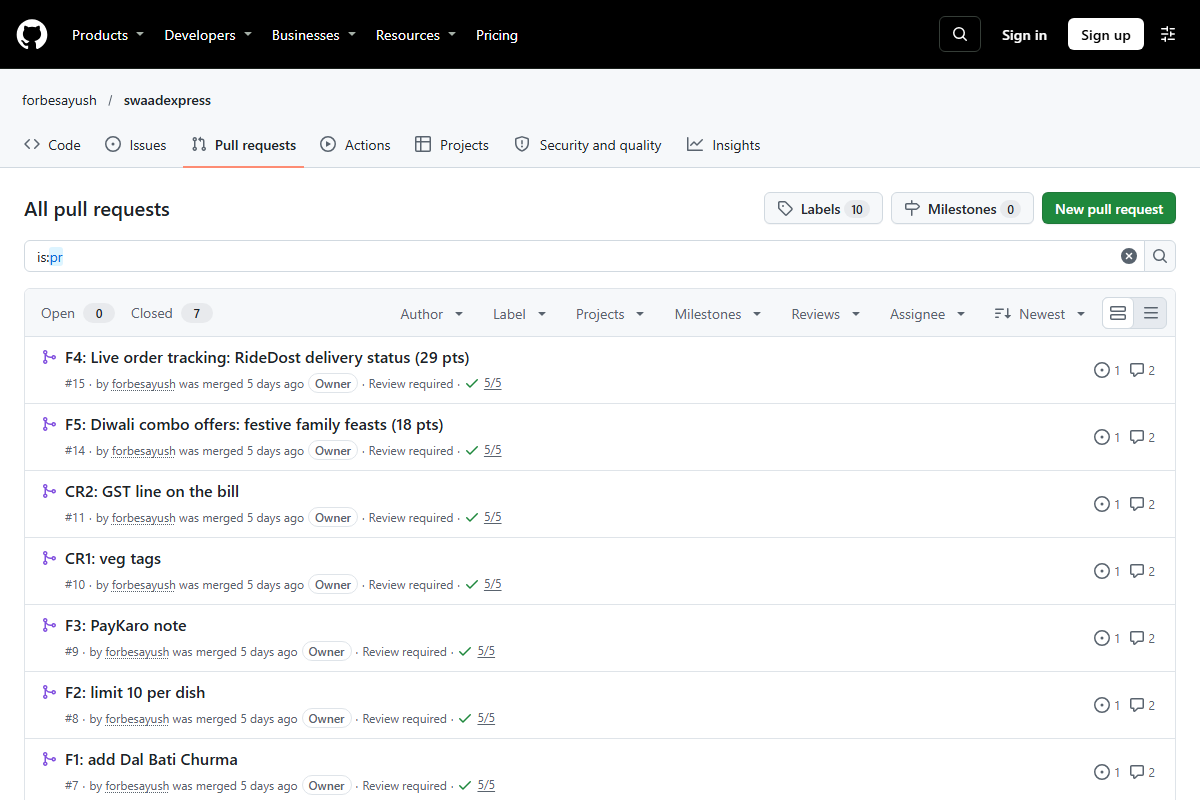 Products Developers Businesses Resources Pricing Sign in Sign up
forbesayush / swaadexpress
Code Issues Pull requests Actions Projects Security and quality Insights
All pull requests Labels 10 Milestones 0 New pull request
is:pr
Open 0 Closed 7 Author Label Projects Milestones Reviews Assignee Newest
F4: Live order tracking: RideDost delivery status (29 pts)
#15 · by forbesayush was merged 5 days ago Owner · Review required · 5/5 1 2
F5: Diwali combo offers: festive family feasts (18 pts)
#14 · by forbesayush was merged 5 days ago Owner · Review required · 5/5 1 2
CR2: GST line on the bill
#11 · by forbesayush was merged 5 days ago Owner · Review required · 5/5 1 2
CR1: veg tags
#10 · by forbesayush was merged 5 days ago Owner · Review required · 5/5 1 2
F3: PayKaro note
#9 · by forbesayush was merged 5 days ago Owner · Review required · 5/5 1 2
F2: limit 10 per dish
#8 · by forbesayush was merged 5 days ago Owner · Review required · 5/5 1 2
F1: add Dal Bati Churma
#7 · by forbesayush was merged 5 days ago Owner · Review required · 5/5 1 2